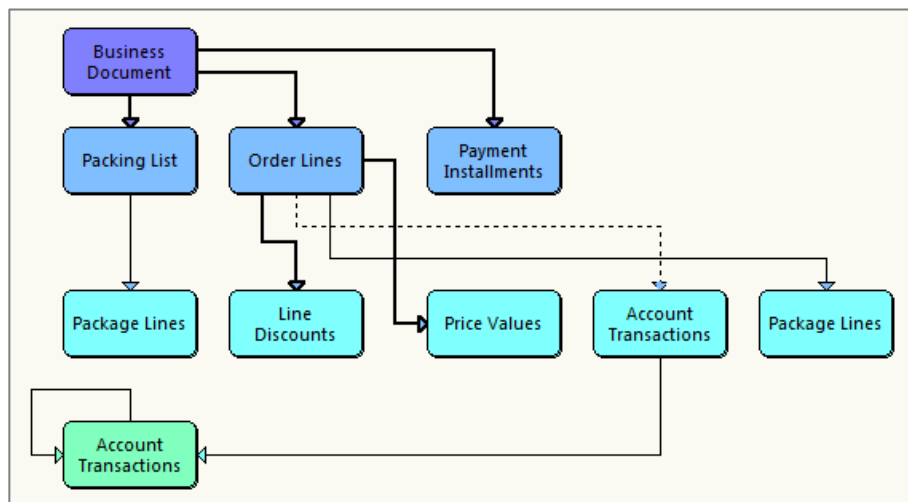 Business
Document
Packing List
Order Lines
Payment
Installments
Package Lines
Line
Discounts
Price Values
Account
Transactions
Package Lines
Account
Transactions